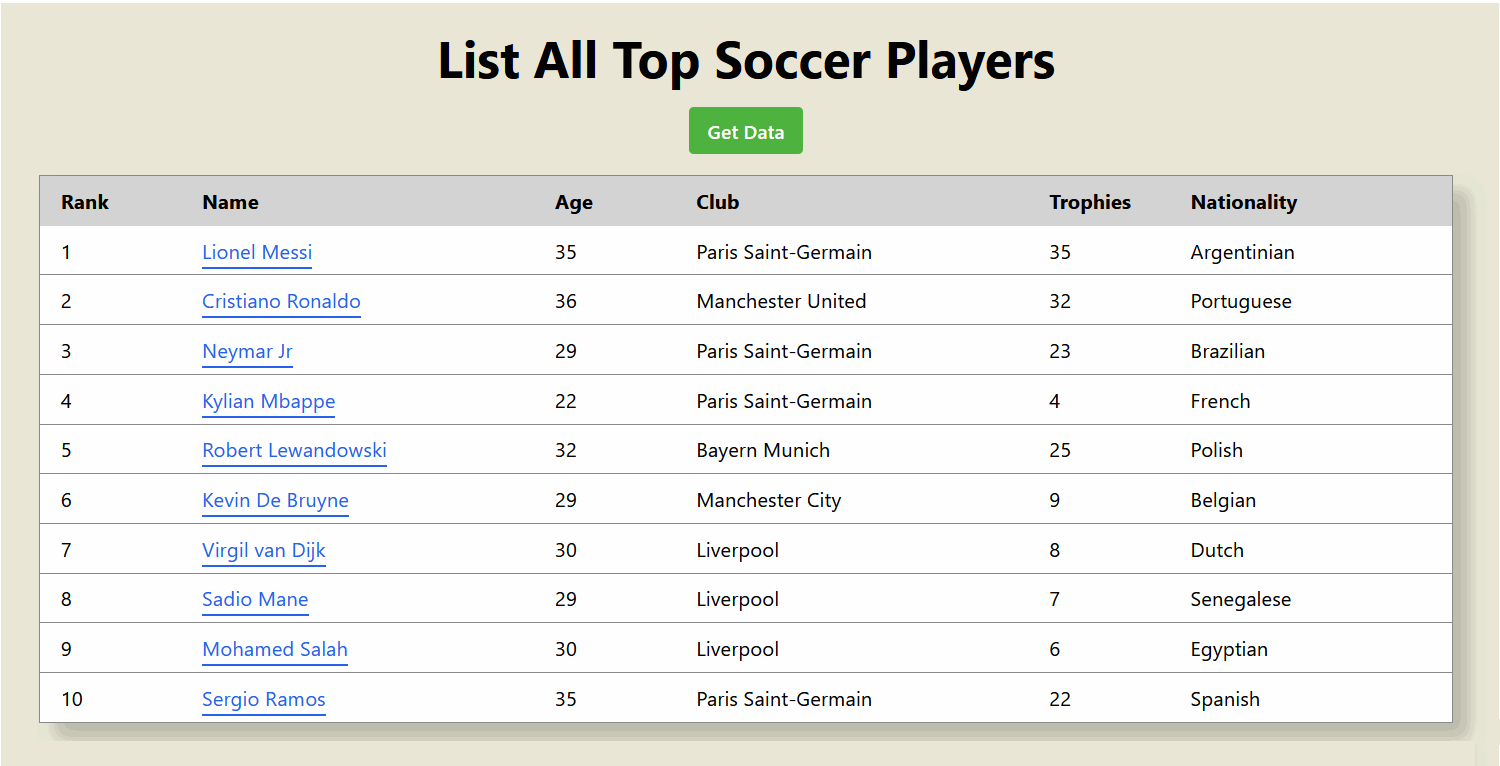 List All Top Soccer Players
Get Data
Rank Name Age Club Trophies Nationality
1 Lionel Messi 35 Paris Saint-Germain 35 Argentinian
2 Cristiano Ronaldo 36 Manchester United 32 Portuguese
3 Neymar Jr 29 Paris Saint-Germain 23 Brazilian
4 Kylian Mbappe 22 Paris Saint-Germain 4 French
5 Robert Lewandowski 32 Bayern Munich 25 Polish
6 Kevin De Bruyne 29 Manchester City 9 Belgian
7 Virgil van Dijk 30 Liverpool 8 Dutch
8 Sadio Mane 29 Liverpool 7 Senegalese
9 Mohamed Salah 30 Liverpool 6 Egyptian
10 Sergio Ramos 35 Paris Saint-Germain 22 Spanish